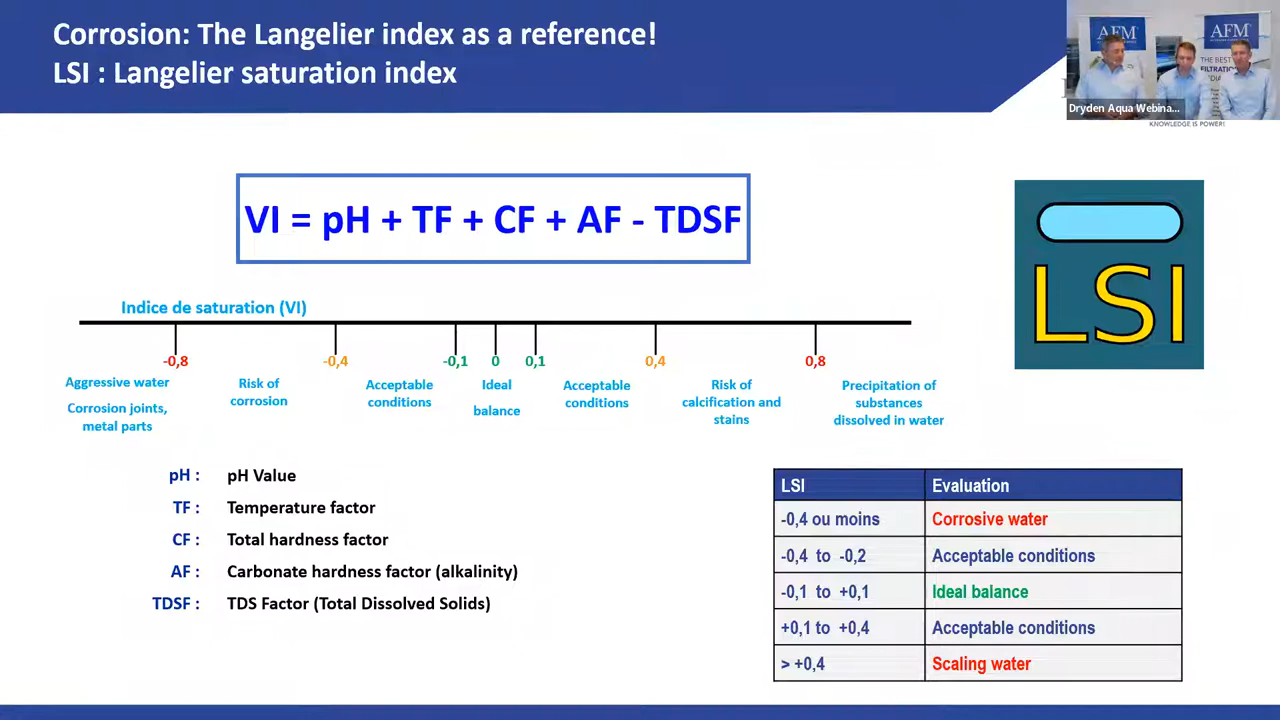 Corrosion: The Langelier index as a reference!
LSI : Langelier saturation index
AFM
AFM
THE BEST
FILTRATION
Dryden Aqua Webina...
KNOWLEDGE IS POWER!
VI = pH + TF + CF + AF - TDSF
LSI
Indice de saturation (VI)
-0,8 -0,4 -0,1 0 0,1 0,4 0,8
Aggressive water
Corrosion joints,
metal parts
Risk of
corrosion
Acceptable
conditions
Ideal
balance
Acceptable
conditions
Risk of
calcification and
stains
Precipitation of
substances
dissolved in water
pH : pH Value
TF : Temperature factor
CF : Total hardness factor
AF : Carbonate hardness factor (alkalinity)
TDSF : TDS Factor (Total Dissolved Solids)
LSI Evaluation
-0,4 ou moins Corrosive water
-0,4 to -0,2 Acceptable conditions
-0,1 to +0,1 Ideal balance
+0,1 to +0,4 Acceptable conditions
> +0,4 Scaling water